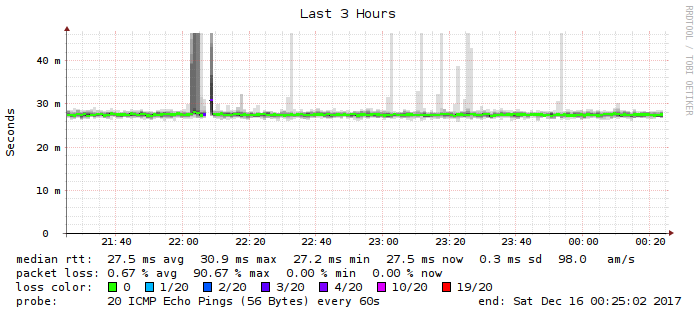 Last 3 Hours
RRDTOOL / TOBI OETIKER
Seconds
40 m
30 m
20 m
10 m
0
21:40 22:00 22:20 22:40 23:00 23:20 23:40 00:00 00:20
median rtt: 27.5 ms avg 30.9 ms max 27.2 ms min 27.5 ms now 0.3 ms sd 98.0 am/s
packet loss: 0.67 % avg 90.67 % max 0.00 % min 0.00 % now
loss color: 0 1/20 2/20 3/20 4/20 10/20 19/20
probe: 20 ICMP Echo Pings (56 Bytes) every 60s end: Sat Dec 16 00:25:02 2017